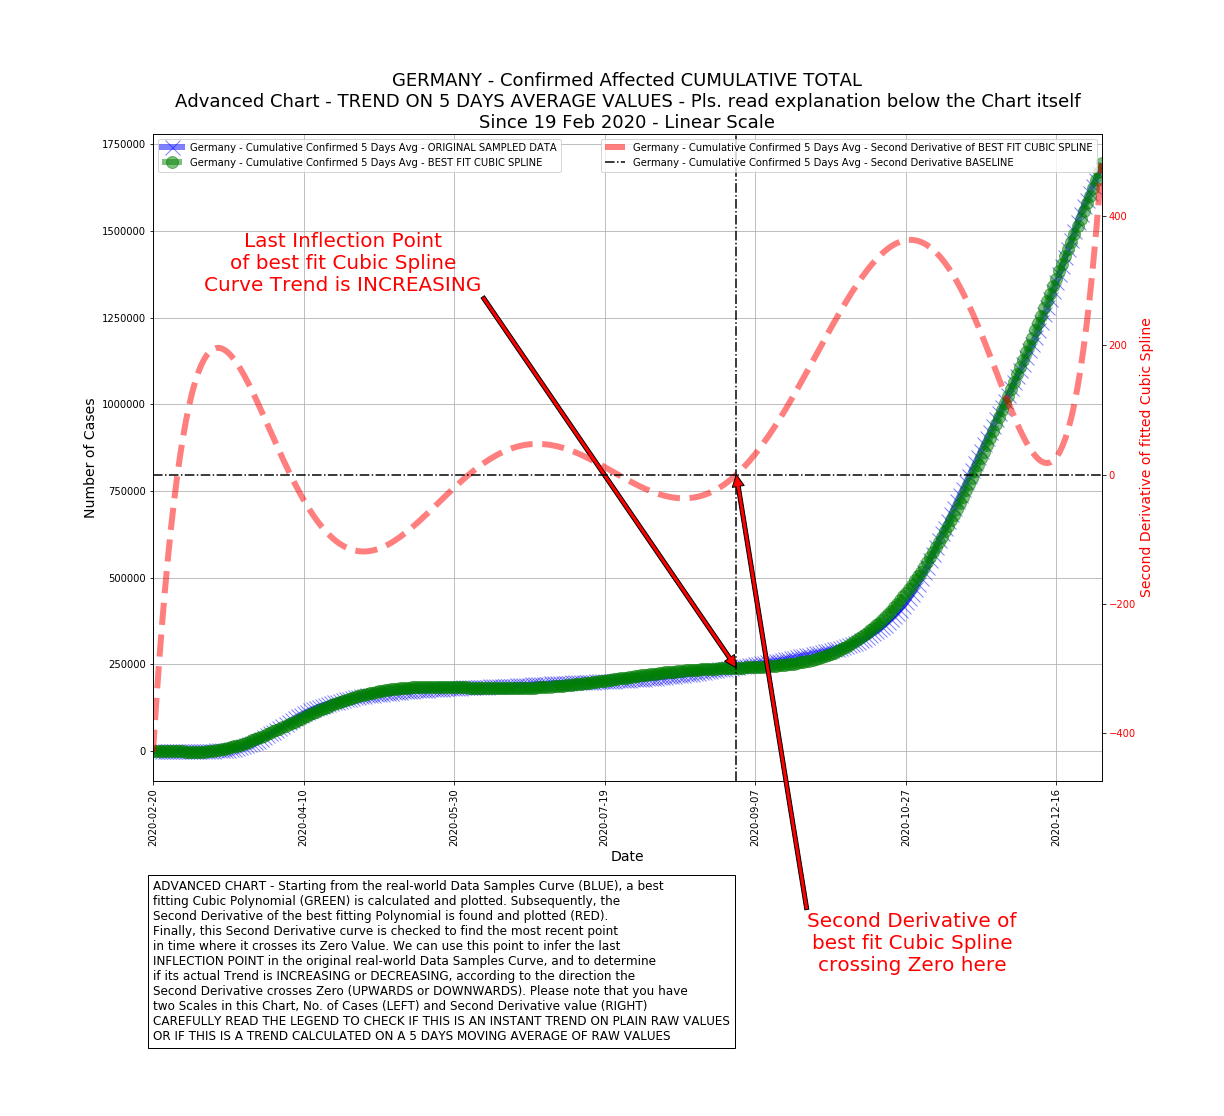 GERMANY - Confirmed Affected CUMULATIVE TOTAL
Advanced Chart - TREND ON 5 DAYS AVERAGE VALUES - Pls. read explanation below the Chart itself
Since 19 Feb 2020 - Linear Scale
Germany - Cumulative Confirmed 5 Days Avg - ORIGINAL SAMPLED DATA
Germany - Cumulative Confirmed 5 Days Avg - BEST FIT CUBIC SPLINE
Germany - Cumulative Confirmed 5 Days Avg - Second Derivative of BEST FIT CUBIC SPLINE
Germany - Cumulative Confirmed 5 Days Avg - Second Derivative BASELINE
Last Inflection Point
of best fit Cubic Spline
Curve Trend is INCREASING
Number of Cases
1750000
1500000
1250000
1000000
750000
500000
250000
0
400
200
0
−200
−400
Second Derivative of fitted Cubic Spline
2020-02-20
2020-04-10
2020-05-30
2020-07-19
2020-09-07
2020-10-27
2020-12-16
Date
ADVANCED CHART - Starting from the real-world Data Samples Curve (BLUE), a best
fitting Cubic Polynomial (GREEN) is calculated and plotted. Subsequently, the
Second Derivative of the best fitting Polynomial is found and plotted (RED).
Finally, this Second Derivative curve is checked to find the most recent point
in time where it crosses its Zero Value. We can use this point to infer the last
INFLECTION POINT in the original real-world Data Samples Curve, and to determine
if its actual Trend is INCREASING or DECREASING, according to the direction the
Second Derivative crosses Zero (UPWARDS or DOWNWARDS). Please note that you have
two Scales in this Chart, No. of Cases (LEFT) and Second Derivative value (RIGHT)
CAREFULLY READ THE LEGEND TO CHECK IF THIS IS AN INSTANT TREND ON PLAIN RAW VALUES
OR IF THIS IS A TREND CALCULATED ON A 5 DAYS MOVING AVERAGE OF RAW VALUES
Second Derivative of
best fit Cubic Spline
crossing Zero here